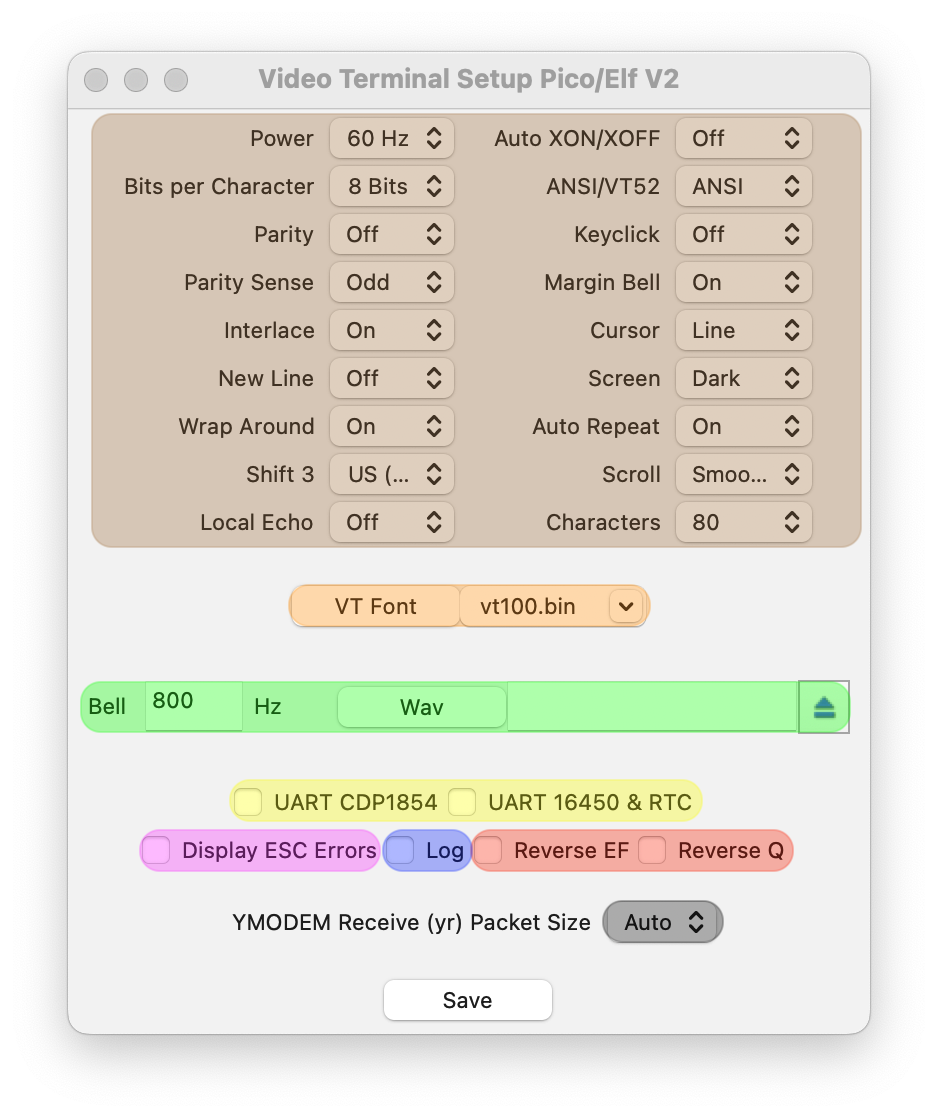 Video Terminal Setup Pico/Elf V2
Power 60 Hz Auto XON/XOFF Off
Bits per Character 8 Bits ANSI/VT52 ANSI
Parity Off Keyclick Off
Parity Sense Odd Margin Bell On
Interlace On Cursor Line
New Line Off Screen Dark
Wrap Around On Auto Repeat On
Shift 3 US (... Scroll Smoo...
Local Echo Off Characters 80
VT Font vt100.bin
Bell 800 Hz Wav
UART CDP1854 UART 16450 & RTC
Display ESC Errors Log Reverse EF Reverse Q
YMODEM Receive (yr) Packet Size Auto
Save